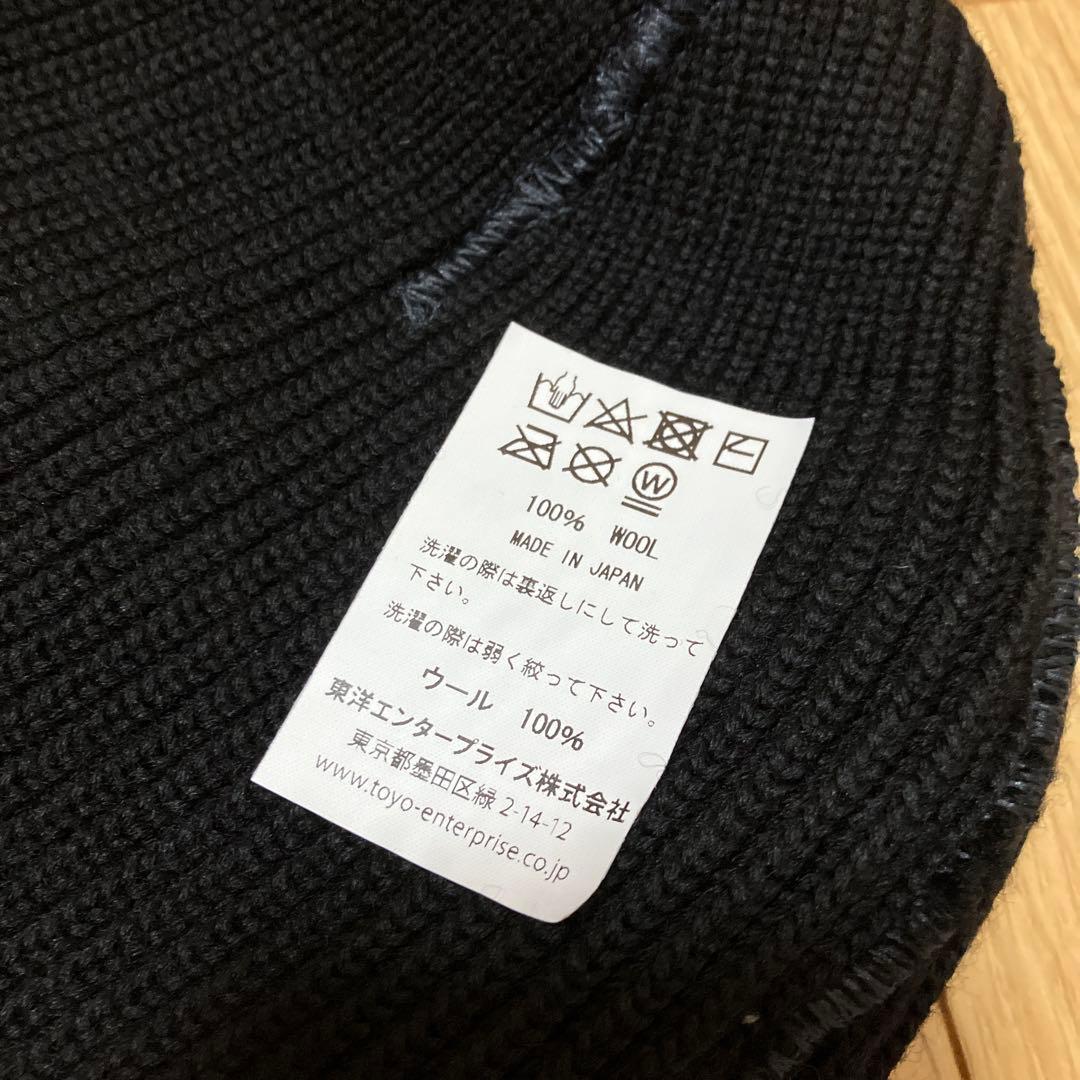 W
100% WOOL
MADE IN JAPAN
洗濯の際は裏返しにして洗って
下さい。
洗濯の際は弱く絞って下さい。
ウール 100%
東洋エンタープライズ株式会社
東京都墨田区緑 2-14-12
www.toyo-enterprise.co.jp